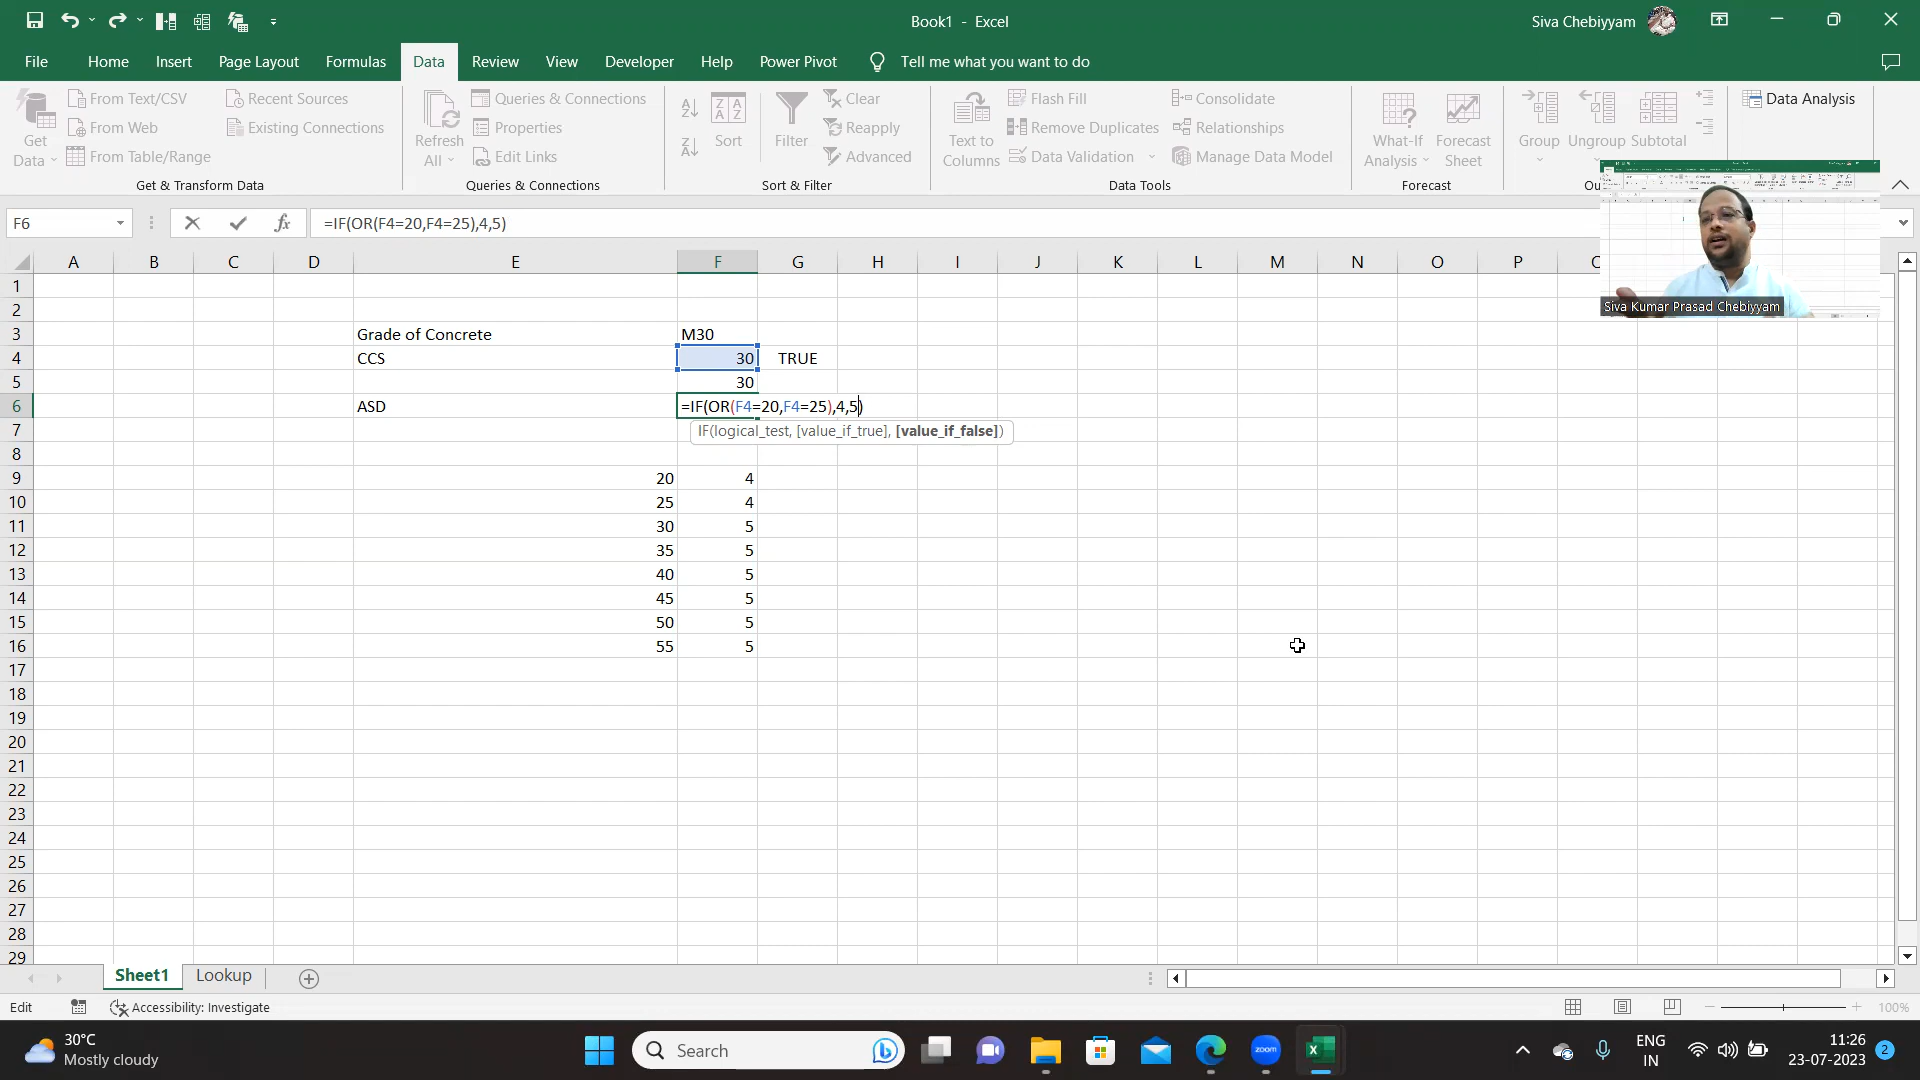 Book1 - Excel
Siva Chebiyyam
File Home Insert Page Layout Formulas Data Review View Developer Help Power Pivot Tell me what you want to do
Get Data
From Text/CSV
From Web
From Table/Range
Recent Sources
Existing Connections
Get & Transform Data
Refresh All
Queries & Connections
Properties
Edit Links
Queries & Connections
Sort
Filter
Clear
Reapply
Advanced
Sort & Filter
Text to Columns
Flash Fill
Remove Duplicates
Data Validation
Consolidate
Relationships
Manage Data Model
Data Tools
What-If Analysis
Forecast Sheet
Forecast
Group
Ungroup
Subtotal
Data Analysis
F6
fx
=IF(OR(F4=20,F4=25),4,5)
Siva Kumar Prasad Chebiyyam
A B C D E F G H I J K L M N O P
1
2
3 Grade of Concrete M30
4 CCS 30 TRUE
5 30
6 ASD =IF(OR(F4=20,F4=25),4,5)
7 IF(logical_test, [value_if_true], [value_if_false])
8
9 20 4
10 25 4
11 30 5
12 35 5
13 40 5
14 45 5
15 50 5
16 55 5
17
18
19
20
21
22
23
24
25
26
27
28
29
Sheet1 Lookup
Edit Accessibility: Investigate 100%
30°C
Mostly cloudy
Search
zoom
ENG
IN
11:26
23-07-2023
2